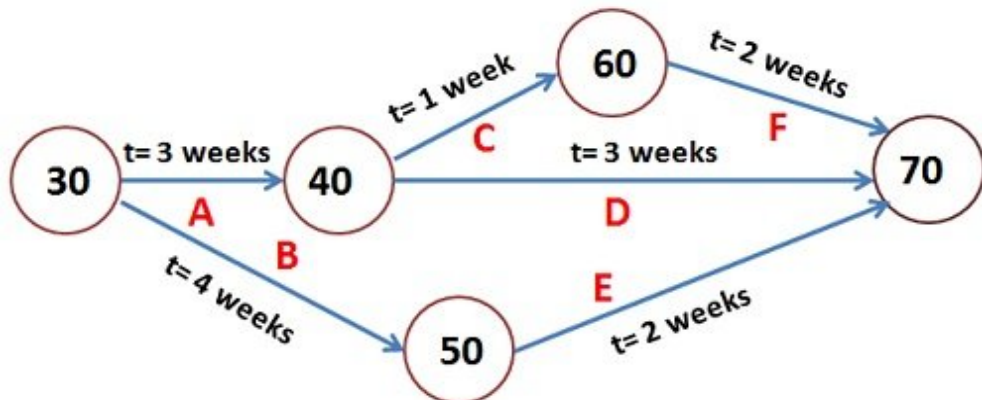 60
t= 2 weeks
t= 1 week
C
F
t= 3 weeks
t= 3 weeks
30
40
70
A
D
B
E
t= 4 weeks
50
t= 2 weeks